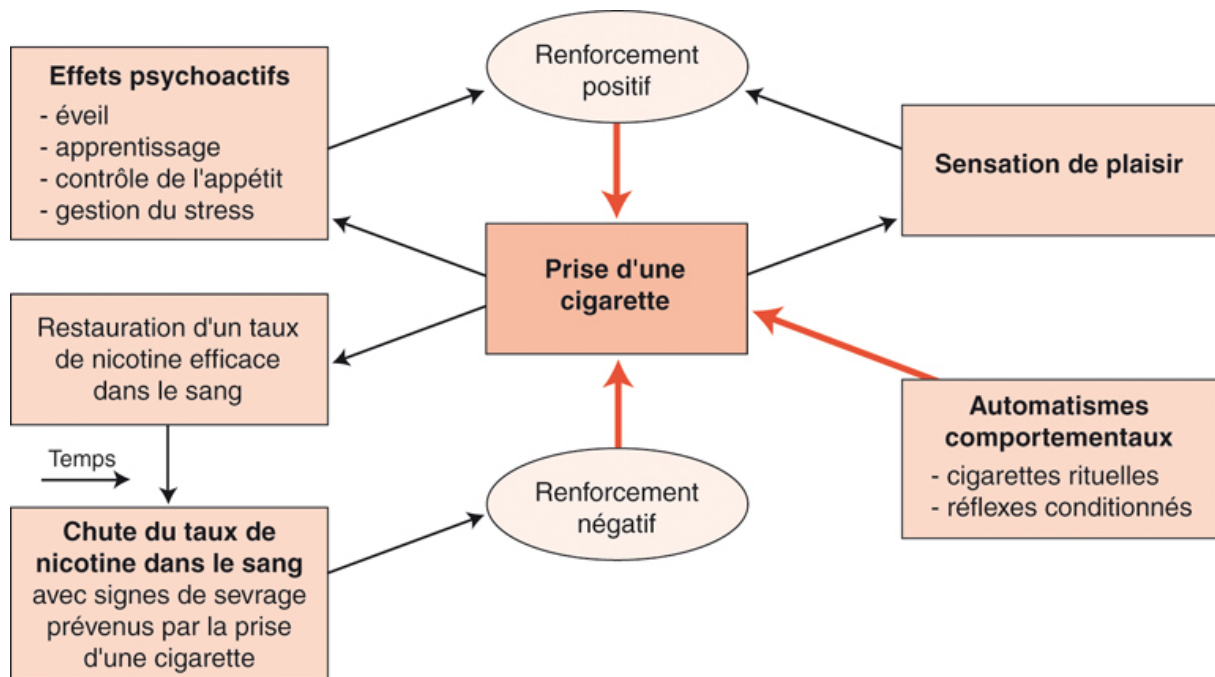 Effets psychoactifs
- éveil
- apprentissage
- contrôle de l'appétit
- gestion du stress
Renforcement
positif
Sensation de plaisir
Prise d'une
cigarette
Restauration d'un taux
de nicotine efficace
dans le sang
Temps
Chute du taux de
nicotine dans le sang
avec signes de sevrage
prévenus par la prise
d'une cigarette
Renforcement
négatif
Automatismes
comportementaux
- cigarettes rituelles
- réflexes conditionnés